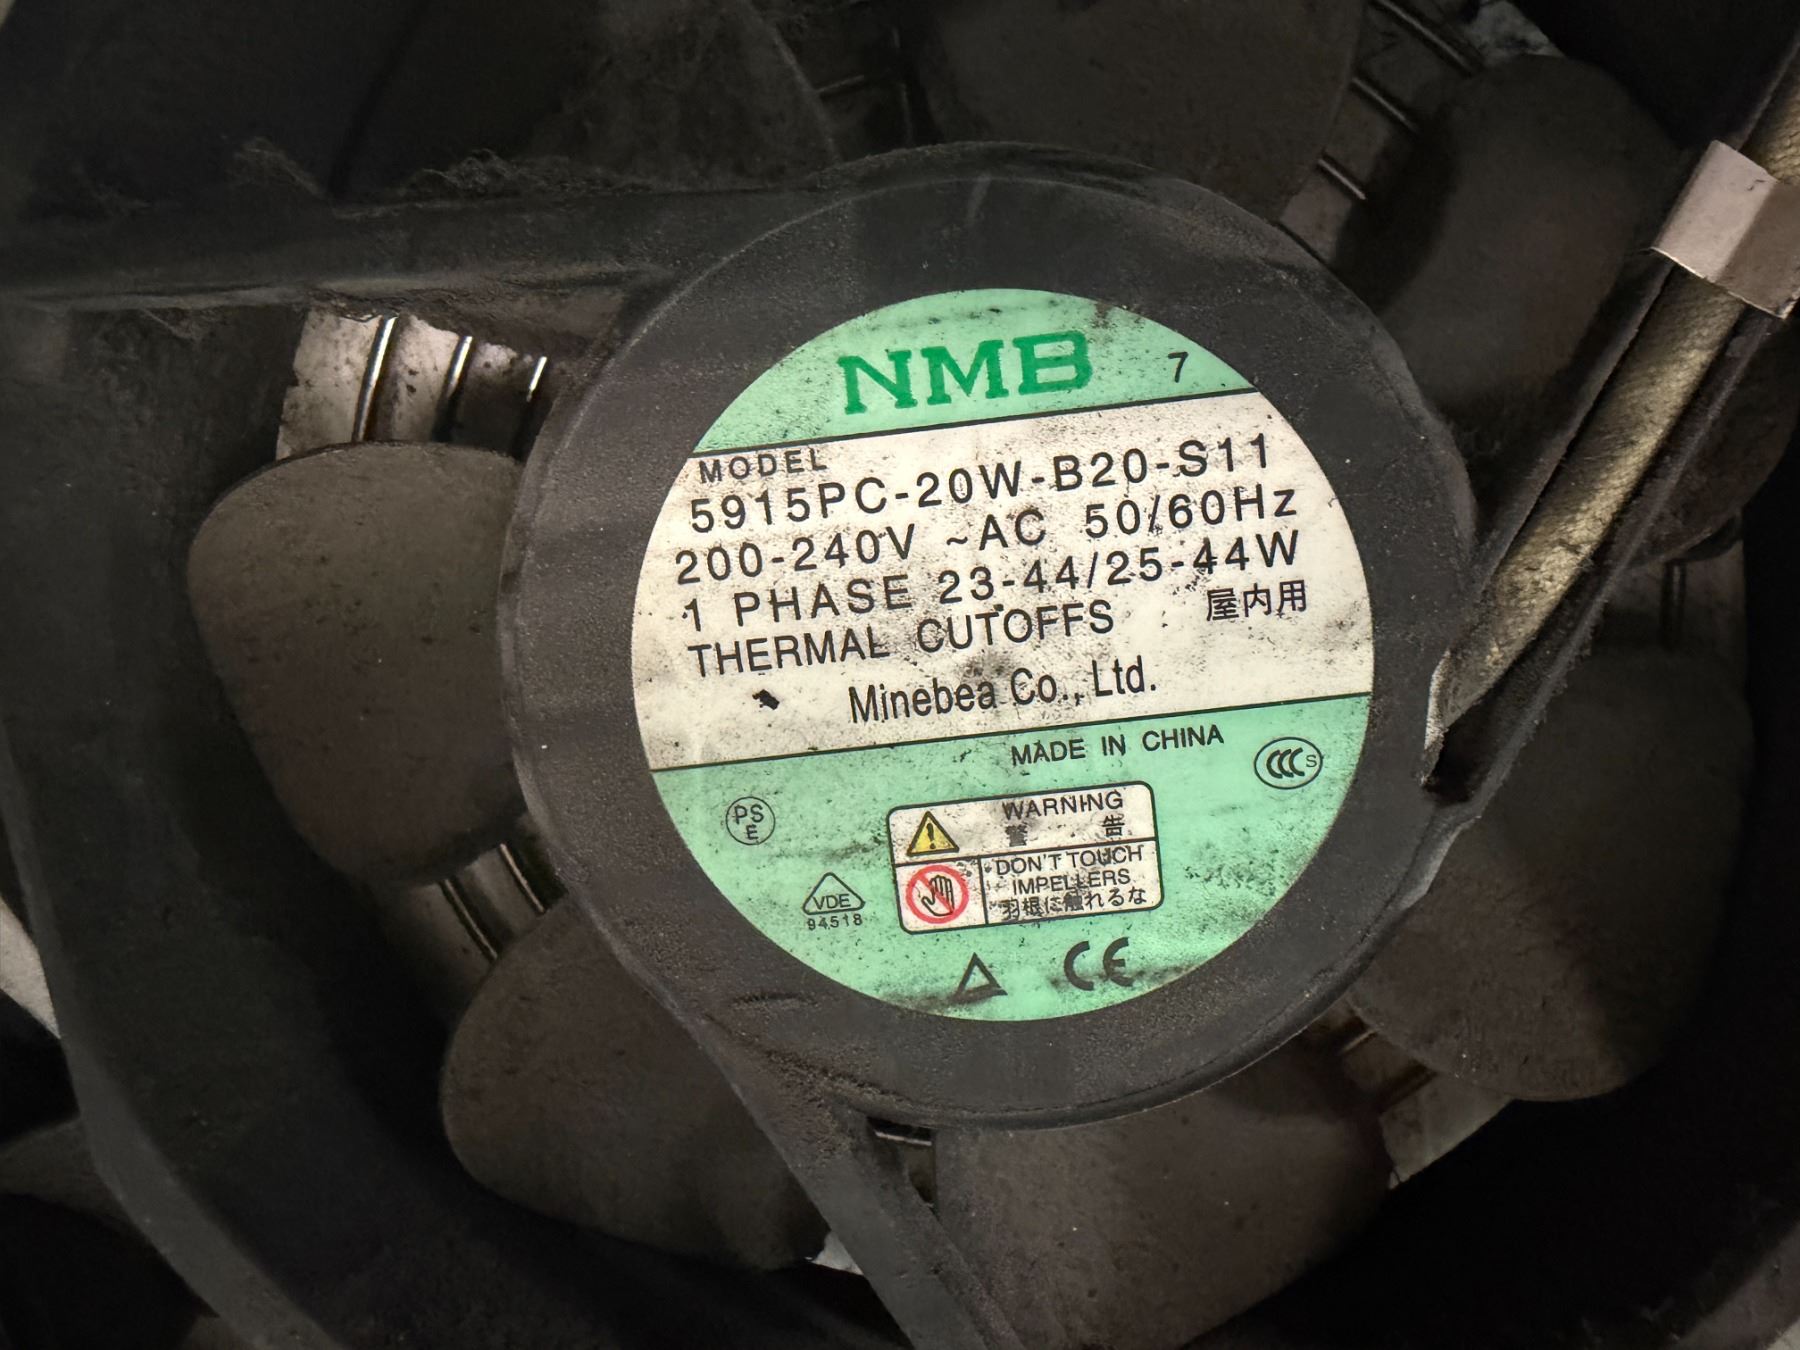 NMB 7
MODEL
5915PC-20W-B20-S11
200-240V ~AC 50/60Hz
1 PHASE 23-44/25-44W
THERMAL CUTOFFS 屋内用
Minebea Co., Ltd.
MADE IN CHINA
CCC S
PS
E
WARNING
警告
DON'T TOUCH
IMPELLERS
羽根に触れるな
VDE
94518
CE